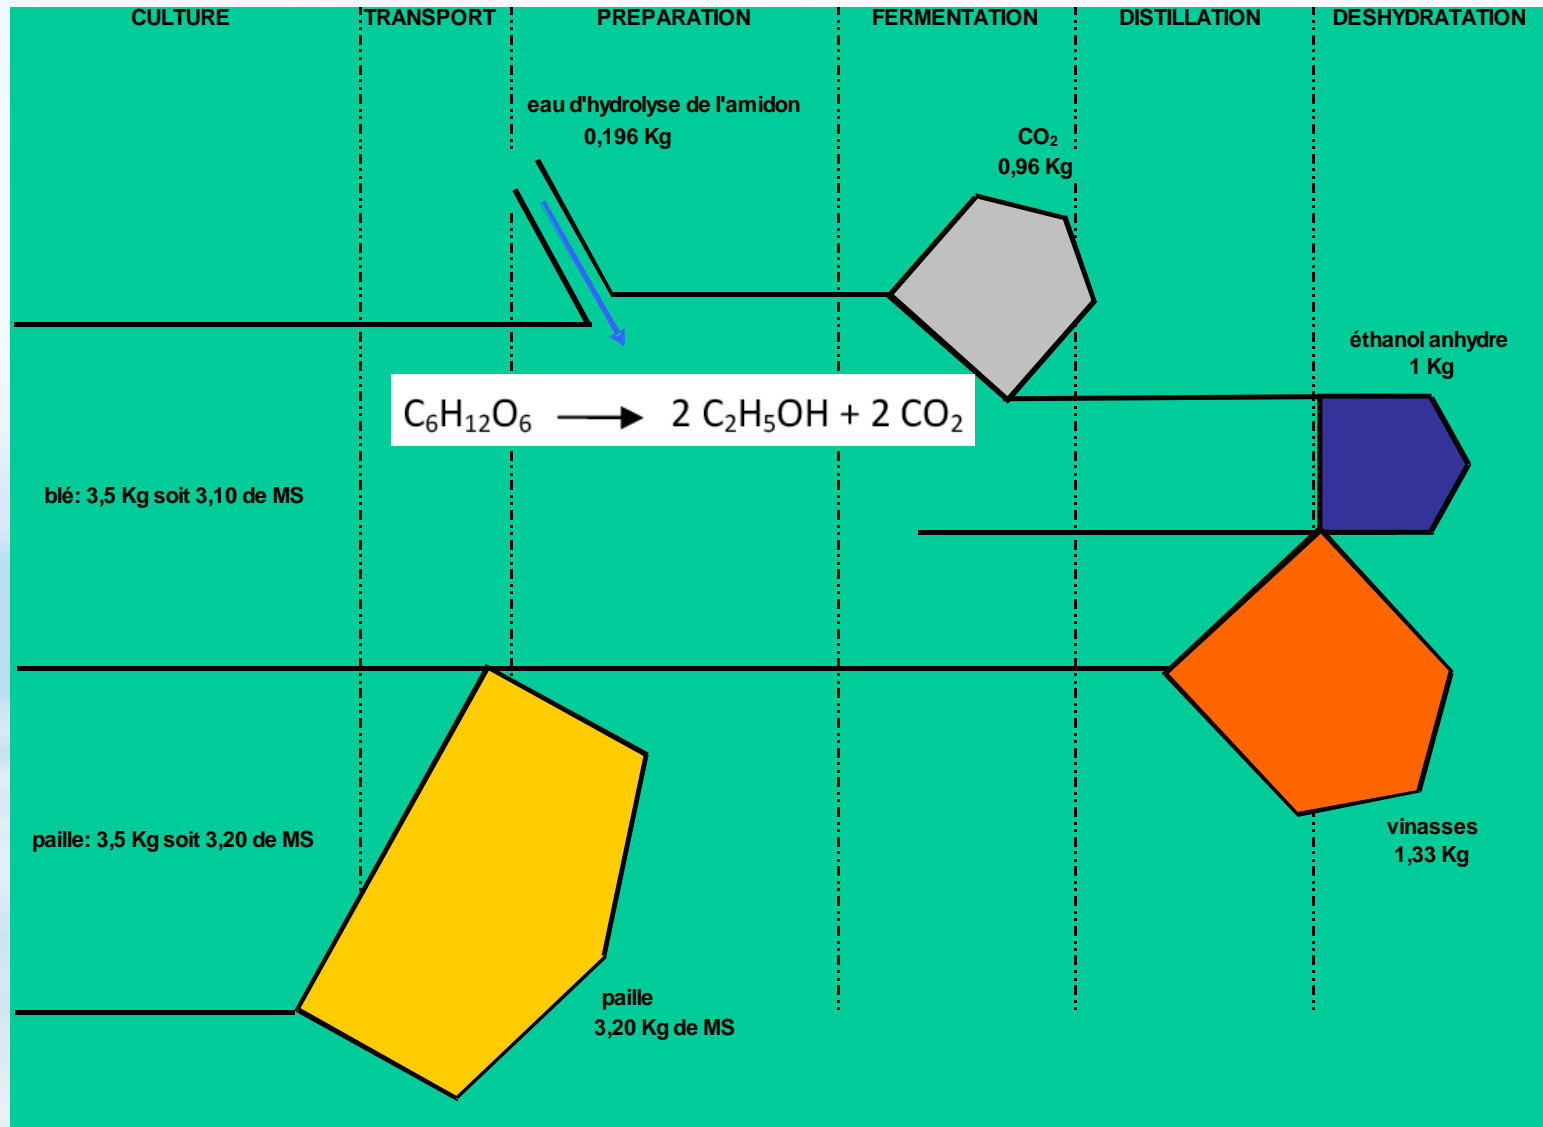 CULTURE
TRANSPORT
PREPARATION
FERMENTATION
DISTILLATION
DESHYDRATATION
eau d'hydrolyse de l'amidon
0,196 Kg
CO₂
0,96 Kg
éthanol anhydre
1 Kg
C₆H₁₂O₆ → 2 C₂H₅OH + 2 CO₂
blé: 3,5 Kg soit 3,10 de MS
paille: 3,5 Kg soit 3,20 de MS
vinasses
1,33 Kg
paille
3,20 Kg de MS